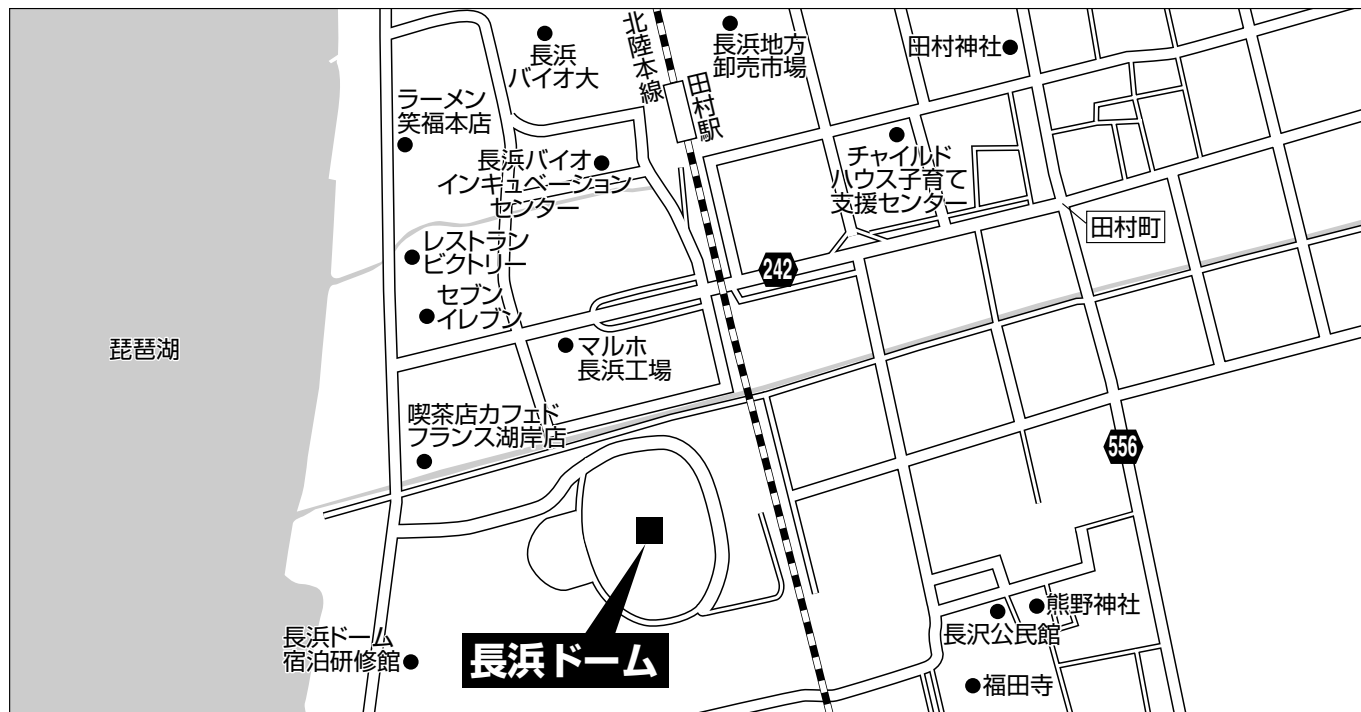 長浜
バイオ大
北陸本線
田村駅
長浜地方
卸売市場
田村神社
ラーメン
笑福本店
長浜バイオ
インキュベーション
センター
チャイルド
ハウス子育て
支援センター
田村町
レストラン
ビクトリー
242
セブン
イレブン
琵琶湖
マルホ
長浜工場
喫茶店カフェド
フランス湖岸店
556
長浜ドーム
宿泊研修館
長浜ドーム
熊野神社
長沢公民館
福田寺